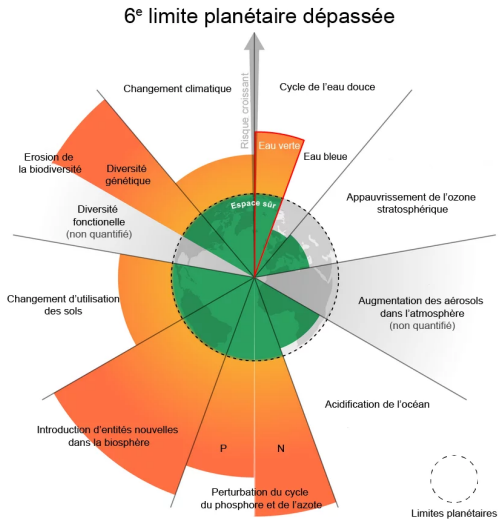 6e limite planétaire dépassée
Changement climatique
Risque croissant
Cycle de l'eau douce
Eau verte
Eau bleue
Erosion de
la biodiversité
Diversité
génétique
Diversité
fonctionelle
(non quantifié)
Espace sûr
Appauvrissement de l'ozone
stratosphérique
Changement d'utilisation
des sols
Augmentation des aérosols
dans l'atmosphère
(non quantifié)
Introduction d'entités nouvelles
dans la biosphère
P
N
Acidification de l'océan
Perturbation du cycle
du phosphore et de l'azote
Limites planétaires